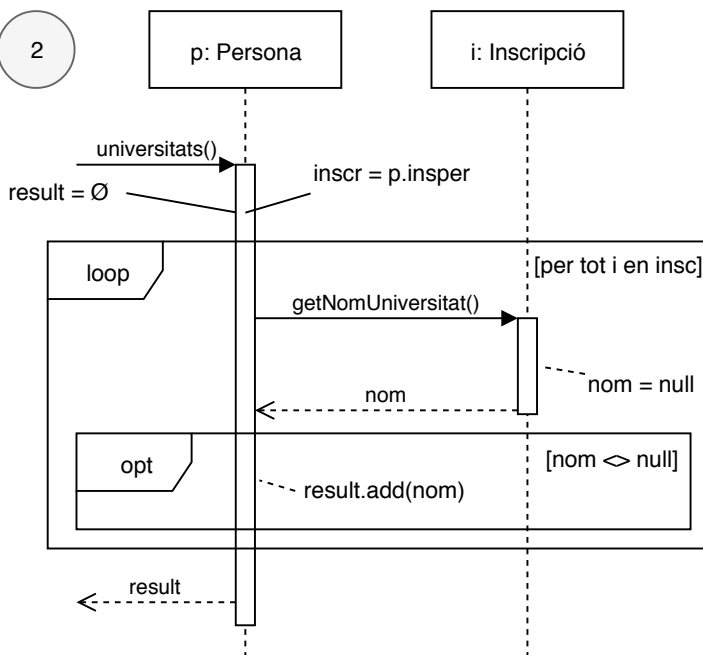 2
p: Persona
i: Inscripció
universitats()
result = Ø
inscr = p.insper
loop
[per tot i en insc]
getNomUniversitat()
nom = null
nom
opt
[nom <> null]
result.add(nom)
result